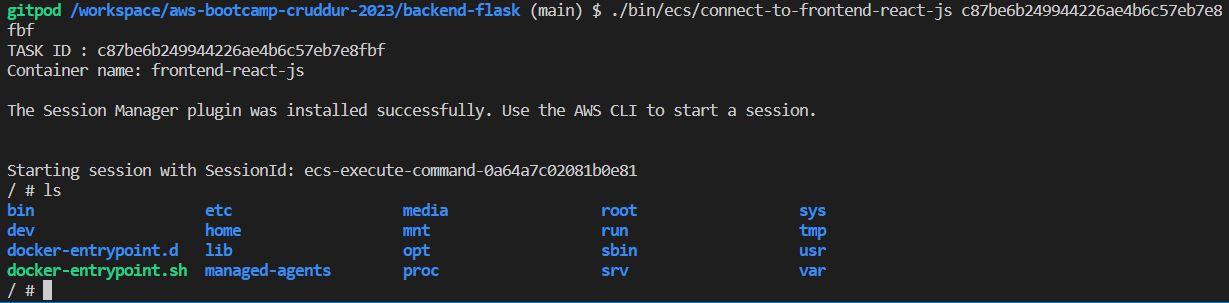 gitpod /workspace/aws-bootcamp-cruddur-2023/backend-flask (main) $ ./bin/ecs/connect-to-frontend-react-js c87be6b249944226ae4b6c57eb7e8
fbf
TASK ID : c87be6b249944226ae4b6c57eb7e8fbf
Container name: frontend-react-js
The Session Manager plugin was installed successfully. Use the AWS CLI to start a session.
Starting session with SessionId: ecs-execute-command-0a64a7c02081b0e81
/ # ls
bin etc media root sys
dev home mnt run tmp
docker-entrypoint.d lib opt sbin usr
docker-entrypoint.sh managed-agents proc srv var
/ #